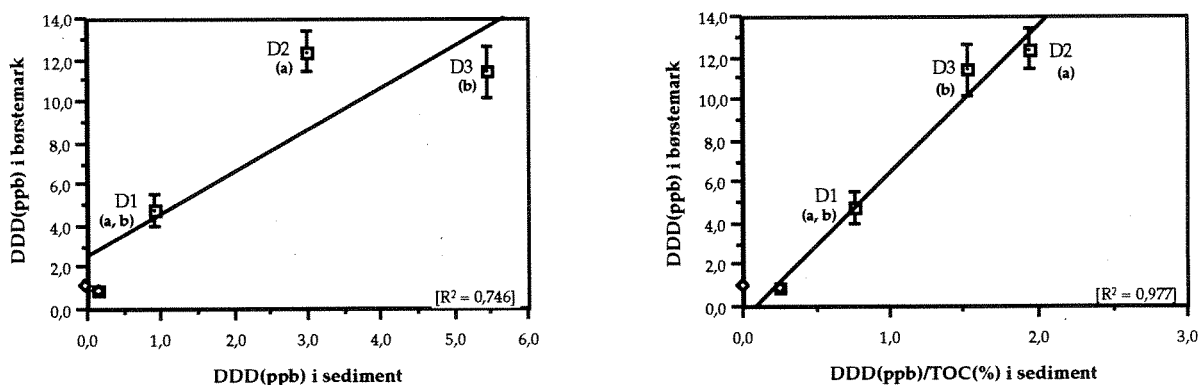 DDD(ppb) i børstemark
14,0
12,0
10,0
8,0
6,0
4,0
2,0
0,0
D2
(a)
D3
(b)
D1
(a, b)
[R² = 0,746]
0,0 1,0 2,0 3,0 4,0 5,0 6,0
DDD(ppb) i sediment
DDD(ppb) i børstemark
14,0
12,0
10,0
8,0
6,0
4,0
2,0
0,0
D3
(b)
D2
(a)
D1
(a, b)
[R² = 0,977]
0,0 1,0 2,0 3,0
DDD(ppb)/TOC(%) i sediment